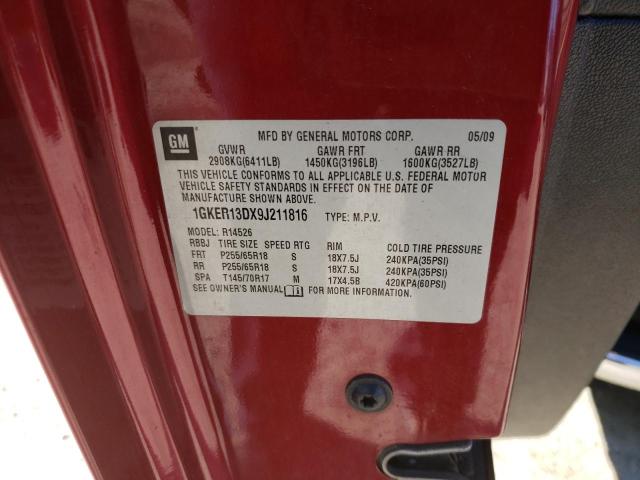 GM
MFD BY GENERAL MOTORS CORP. 05/09
GVWR GAWR FRT GAWR RR
2908KG(6411LB) 1450KG(3196LB) 1600KG(3527LB)
THIS VEHICLE CONFORMS TO ALL APPLICABLE U.S. FEDERAL MOTOR
VEHICLE SAFETY STANDARDS IN EFFECT ON THE DATE OF
MANUFACTURE SHOWN ABOVE.
1GKER13DX9J211816 TYPE: M.P.V.
MODEL: R14526
RBBJ TIRE SIZE SPEED RTG RIM COLD TIRE PRESSURE
FRT P255/65R18 S 18X7.5J 240KPA(35PSI)
RR P255/65R18 S 18X7.5J 240KPA(35PSI)
SPA T145/70R17 M 17X4.5B 420KPA(60PSI)
SEE OWNER'S MANUAL FOR MORE INFORMATION.